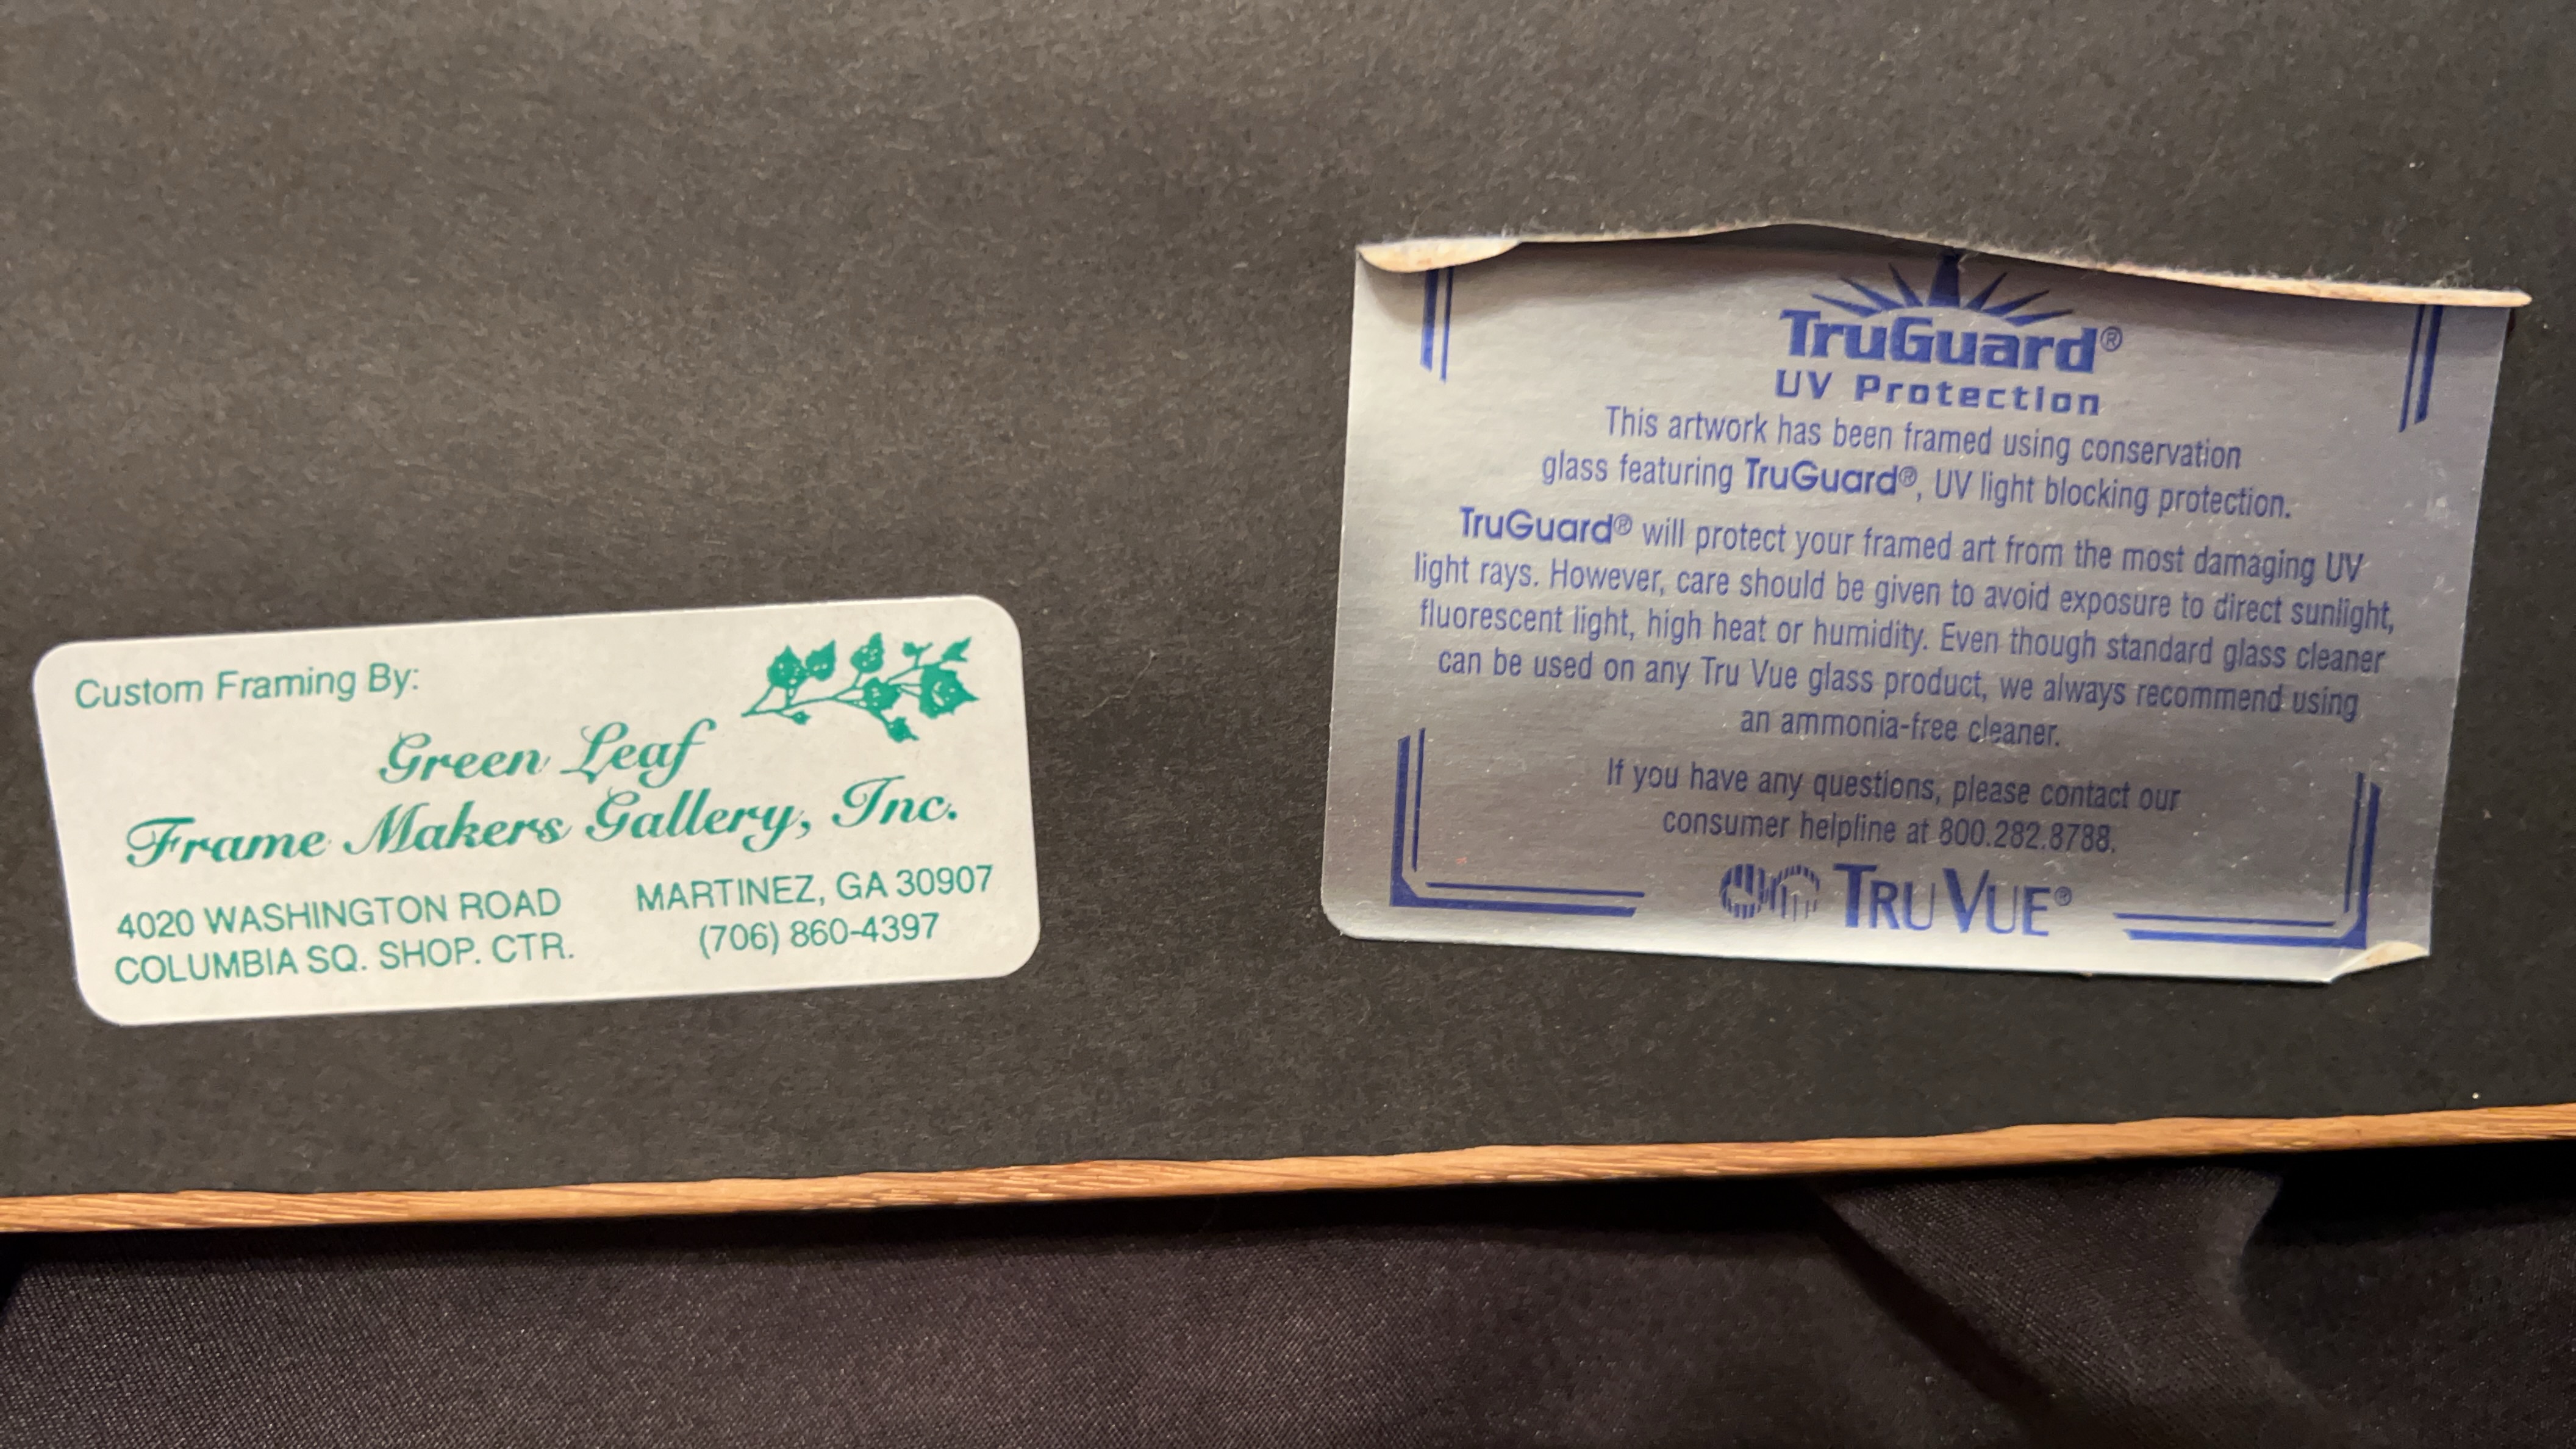 Custom Framing By:
Green Leaf
Frame Makers Gallery, Inc.
4020 WASHINGTON ROAD
COLUMBIA SQ. SHOP. CTR.
MARTINEZ, GA 30907
(706) 860-4397
TruGuard®
UV Protection
This artwork has been framed using conservation
glass featuring TruGuard®, UV light blocking protection.
TruGuard® will protect your framed art from the most damaging UV
light rays. However, care should be given to avoid exposure to direct sunlight,
fluorescent light, high heat or humidity. Even though standard glass cleaner
can be used on any Tru Vue glass product, we always recommend using
an ammonia-free cleaner.
If you have any questions, please contact our
consumer helpline at 800.282.8788.
TRU VUE®